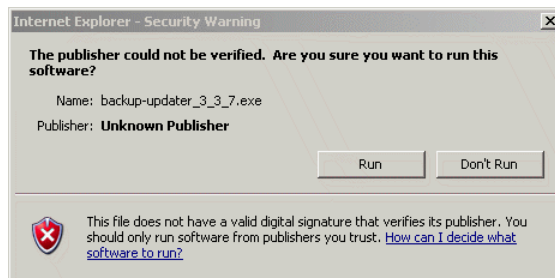 Internet Explorer - Security Warning
The publisher could not be verified.  Are you sure you want to run this
software?
Name: backup-updater_3_3_7.exe
Publisher: Unknown Publisher
Run Don't Run
This file does not have a valid digital signature that verifies its publisher. You
should only run software from publishers you trust. How can I decide what
software to run?